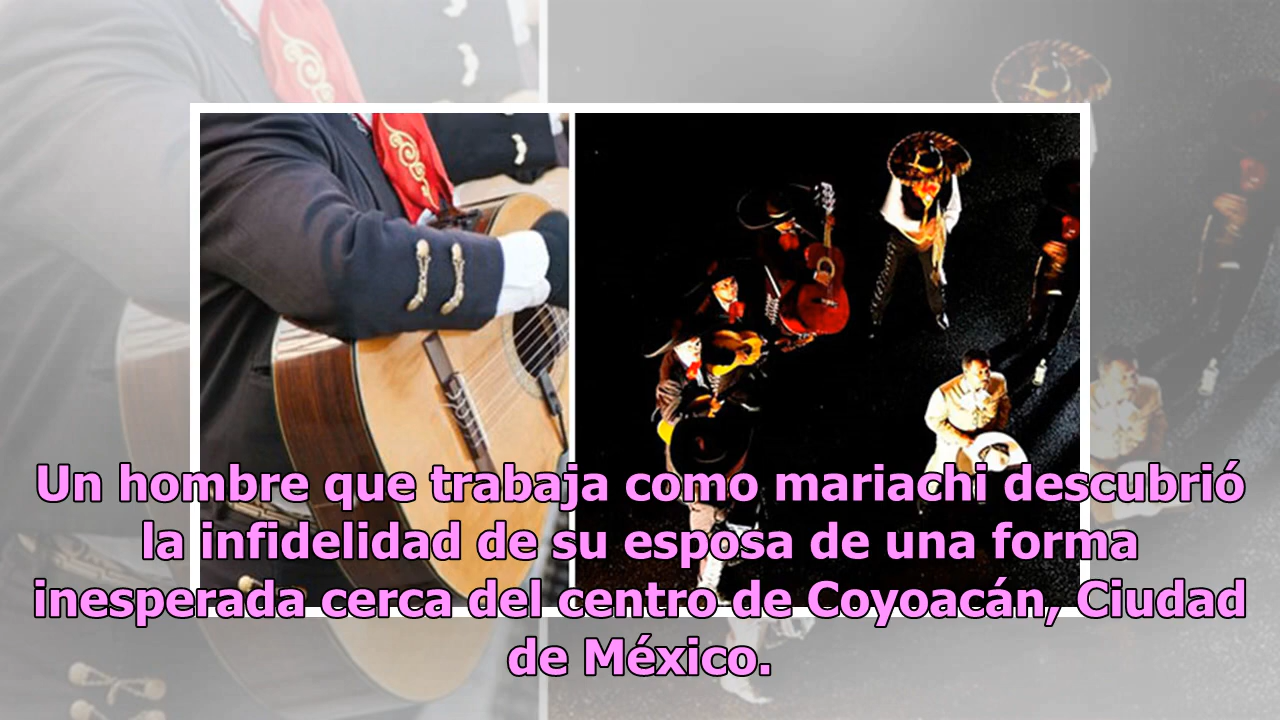 Un hombre que trabaja como mariachi descubrió
la infidelidad de su esposa de una forma
inesperada cerca del centro de Coyoacán, Ciudad
de México.